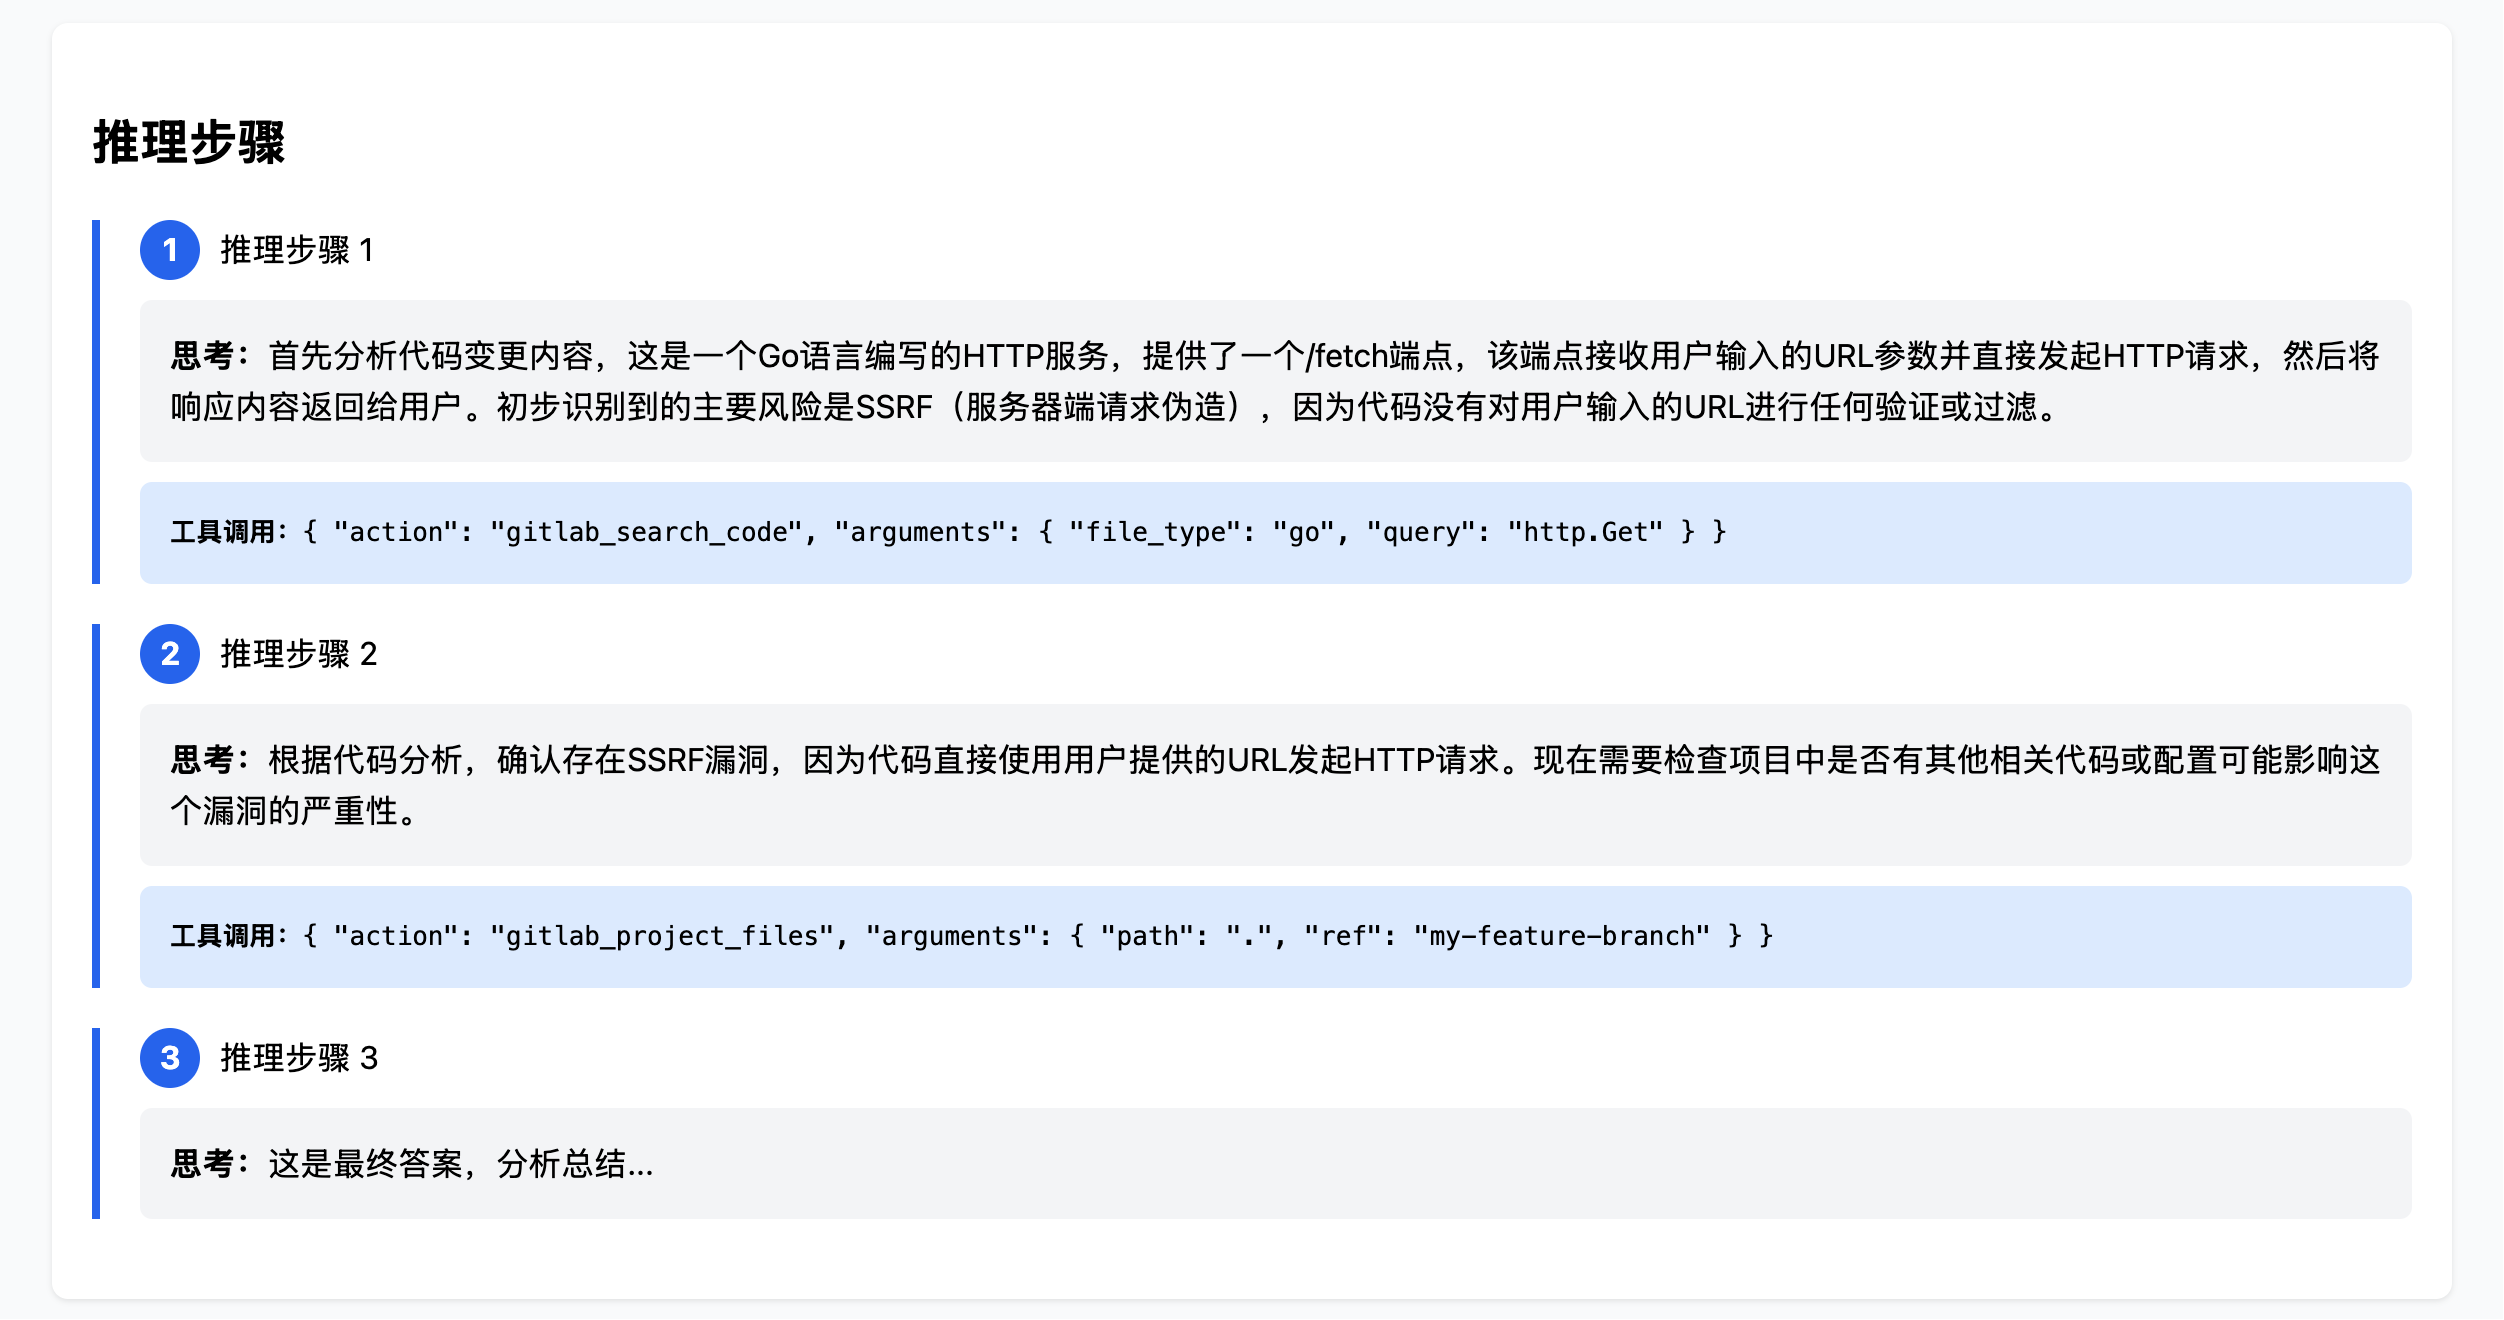 推理步骤
1 推理步骤 1
思考：首先分析代码变更内容，这是一个Go语言编写的HTTP服务，提供了一个/fetch端点，该端点接收用户输入的URL参数并直接发起HTTP请求，然后将
响应内容返回给用户。初步识别到的主要风险是SSRF（服务器端请求伪造），因为代码没有对用户输入的URL进行任何验证或过滤。
工具调用：{ "action": "gitlab_search_code", "arguments": { "file_type": "go", "query": "http.Get" } }
2 推理步骤 2
思考：根据代码分析，确认存在SSRF漏洞，因为代码直接使用用户提供的URL发起HTTP请求。现在需要检查项目中是否有其他相关代码或配置可能影响这
个漏洞的严重性。
工具调用：{ "action": "gitlab_project_files", "arguments": { "path": ".", "ref": "my-feature-branch" } }
3 推理步骤 3
思考：这是最终答案，分析总结...